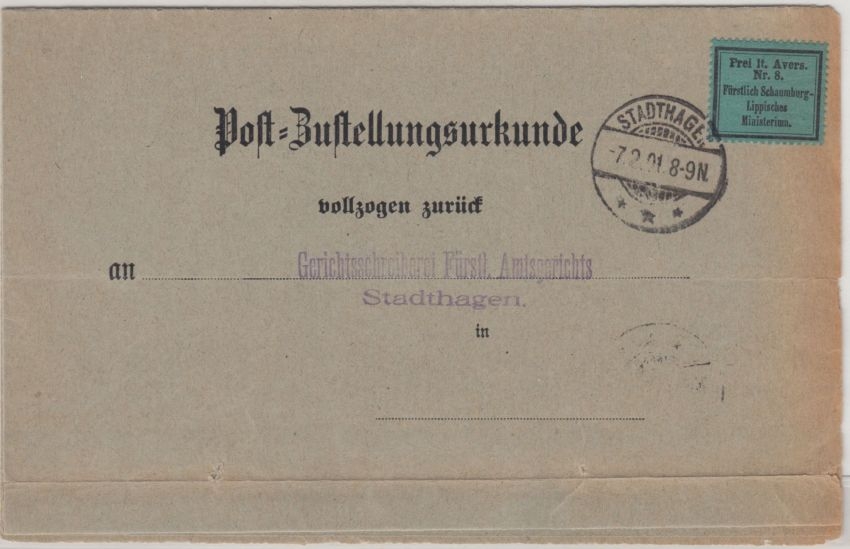 Frei lt. Avers.
Nr. 8.
Fürstlich Schaumburg-
Lippisches
Ministerium.
STADTHAGEN
-7.2.01.8-9N.
Post-Zustellungsurkunde
vollzogen zurück
an Gerichtsschreiberei Fürstl. Amtsgerichts
Stadthagen.
in